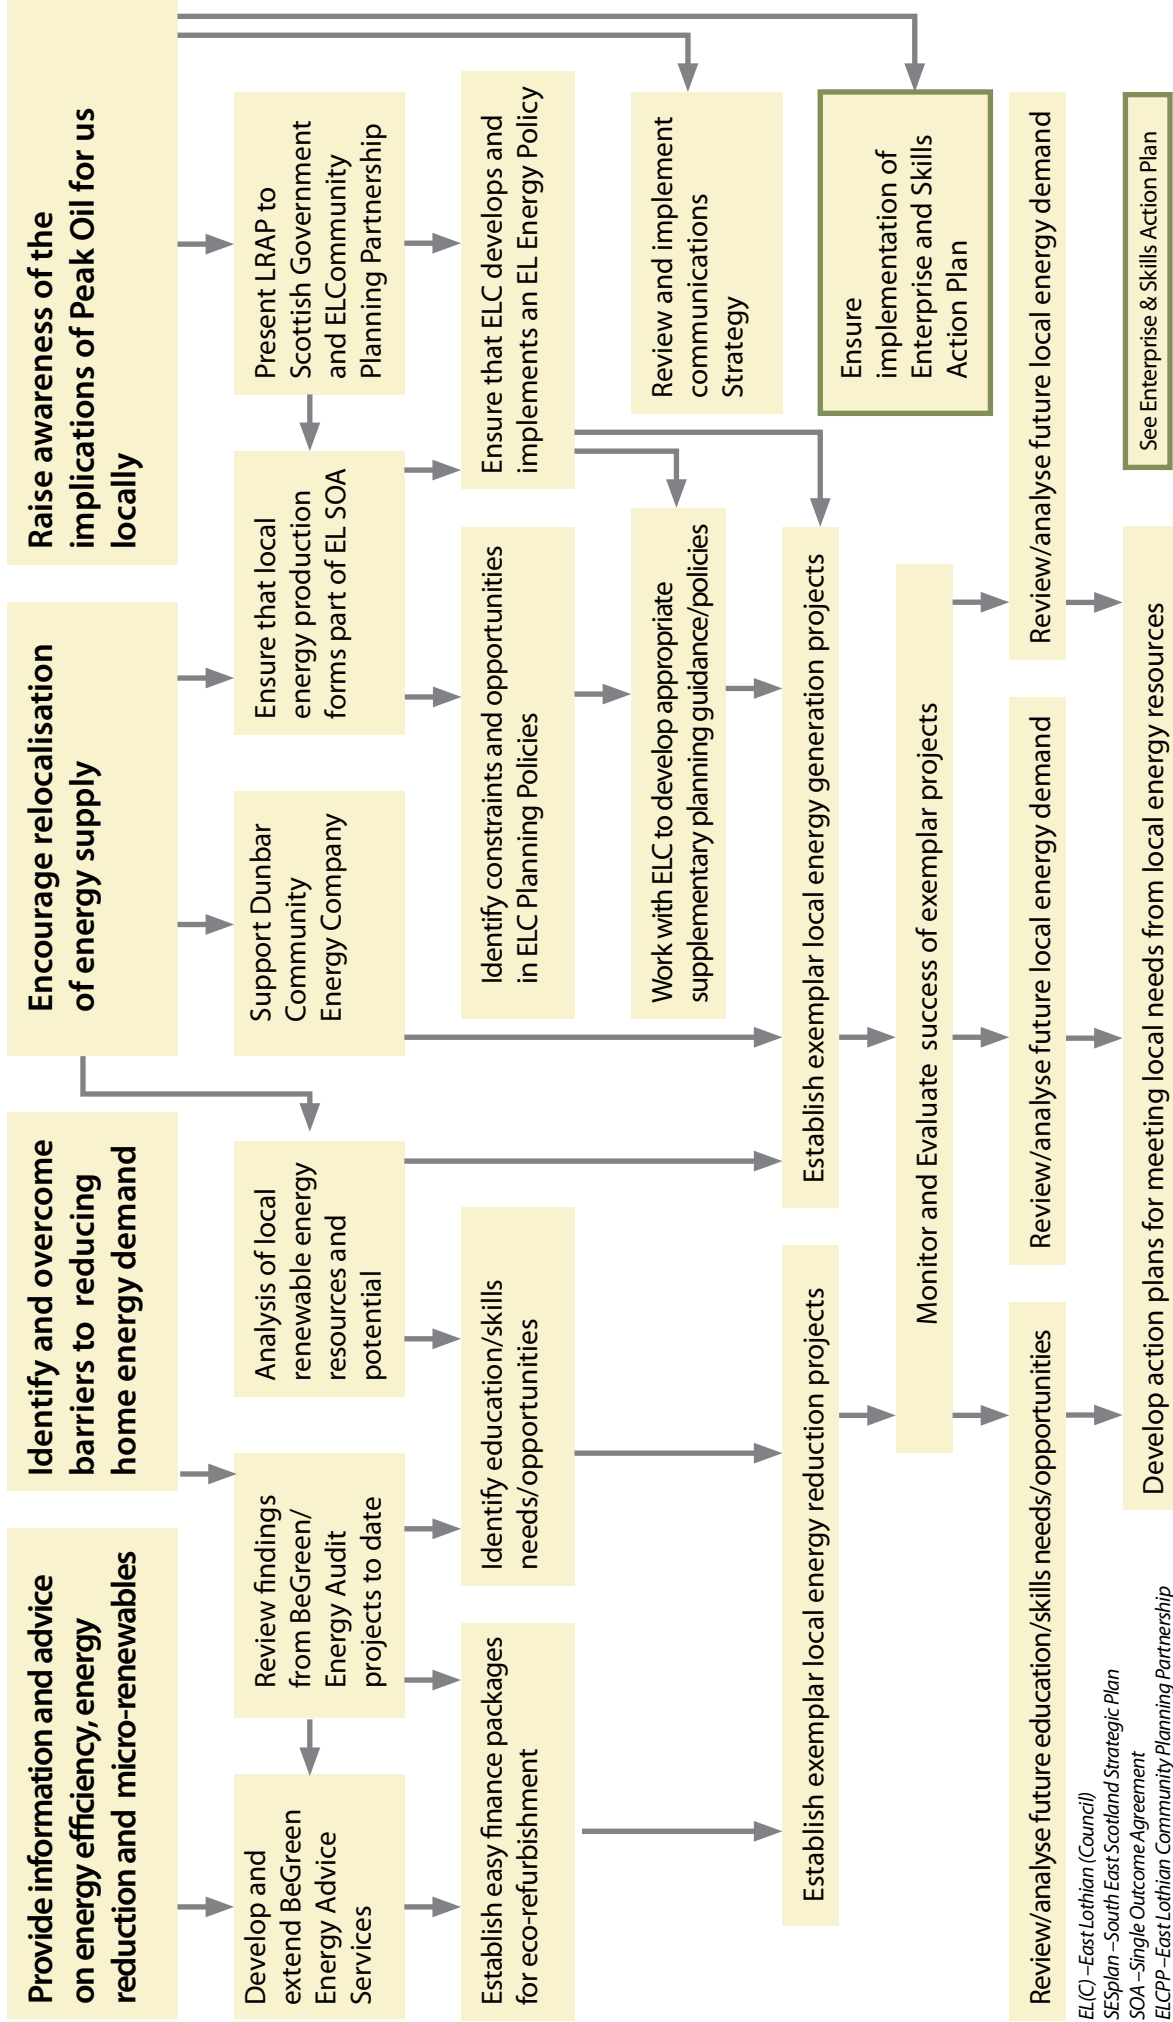 Provide information and advice
on energy efficiency, energy
reduction and micro-renewables
Identify and overcome
barriers to reducing
home energy demand
Encourage relocalisation
of energy supply
Raise awareness of the
implications of Peak Oil for us
locally
Develop and
extend BeGreen
Energy Advice
Services
Review findings
from BeGreen/
Energy Audit
projects to date
Analysis of local
renewable energy
resources and
potential
Support Dunbar
Community
Energy Company
Ensure that local
energy production
forms part of EL SOA
Present LRAP to
Scottish Government
and ELCommunity
Planning Partnership
Establish easy finance packages
for eco-refurbishment
Identify education/skills
needs/opportunities
Identify constraints and opportunities
in ELC Planning Policies
Ensure that ELC develops and
implements an EL Energy Policy
Work with ELC to develop appropriate
supplementary planning guidance/policies
Review and implement
communications
Strategy
Establish exemplar local energy reduction projects
Establish exemplar local energy generation projects
Ensure
implementation of
Enterprise and Skills
Action Plan
Monitor and Evaluate success of exemplar projects
Review/analyse future education/skills needs/opportunities
Review/analyse future local energy demand
Review/analyse future local energy demand
Develop action plans for meeting local needs from local energy resources
See Enterprise & Skills Action Plan
EL(C) –East Lothian (Council)
SESplan –South East Scotland Strategic Plan
SOA –Single Outcome Agreement
ELCPP –East Lothian Community Planning Partnership